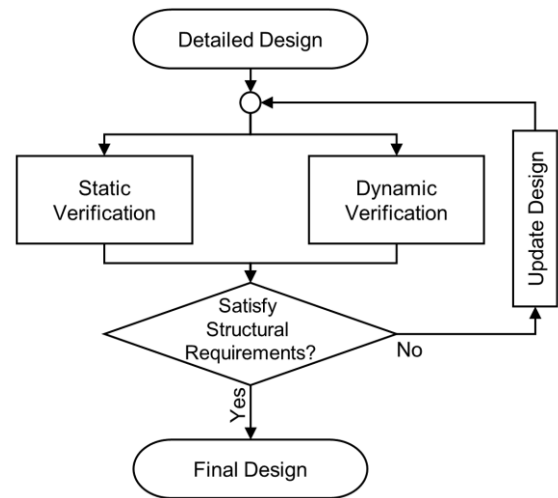 Detailed Design
Static
Verification
Dynamic
Verification
Update Design
Satisfy
Structural
Requirements?
No
Yes
Final Design